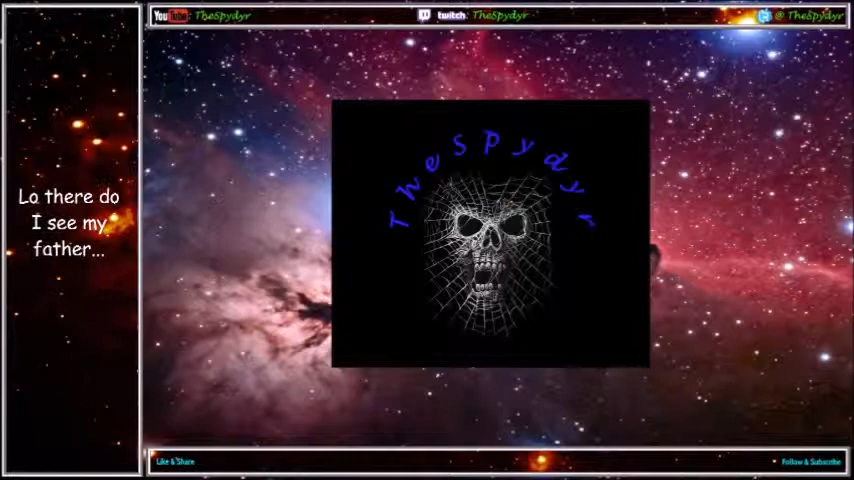 YouTube: TheSpydyr
twitch: TheSpydyr
@ TheSpydyr
Lo there do
I see my
father...
TheSpydyr
Like & Share
Follow & Subscribe